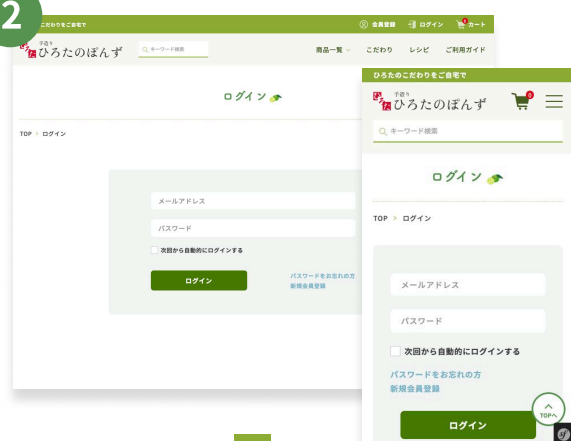 2
こだわりをご自宅で
会員登録 ログイン 0 カート
手造り
ひろたのぽんず
キーワード検索
商品一覧 こだわり レシピ ご利用ガイド
ログイン
TOP > ログイン
メールアドレス
パスワード
次回から自動的にログインする
ログイン
パスワードをお忘れの方
新規会員登録
ひろたのこだわりをご自宅で
手造り
ひろたのぽんず
0
キーワード検索
ログイン
TOP > ログイン
メールアドレス
パスワード
次回から自動的にログインする
パスワードをお忘れの方
新規会員登録
TOPへ
ログイン